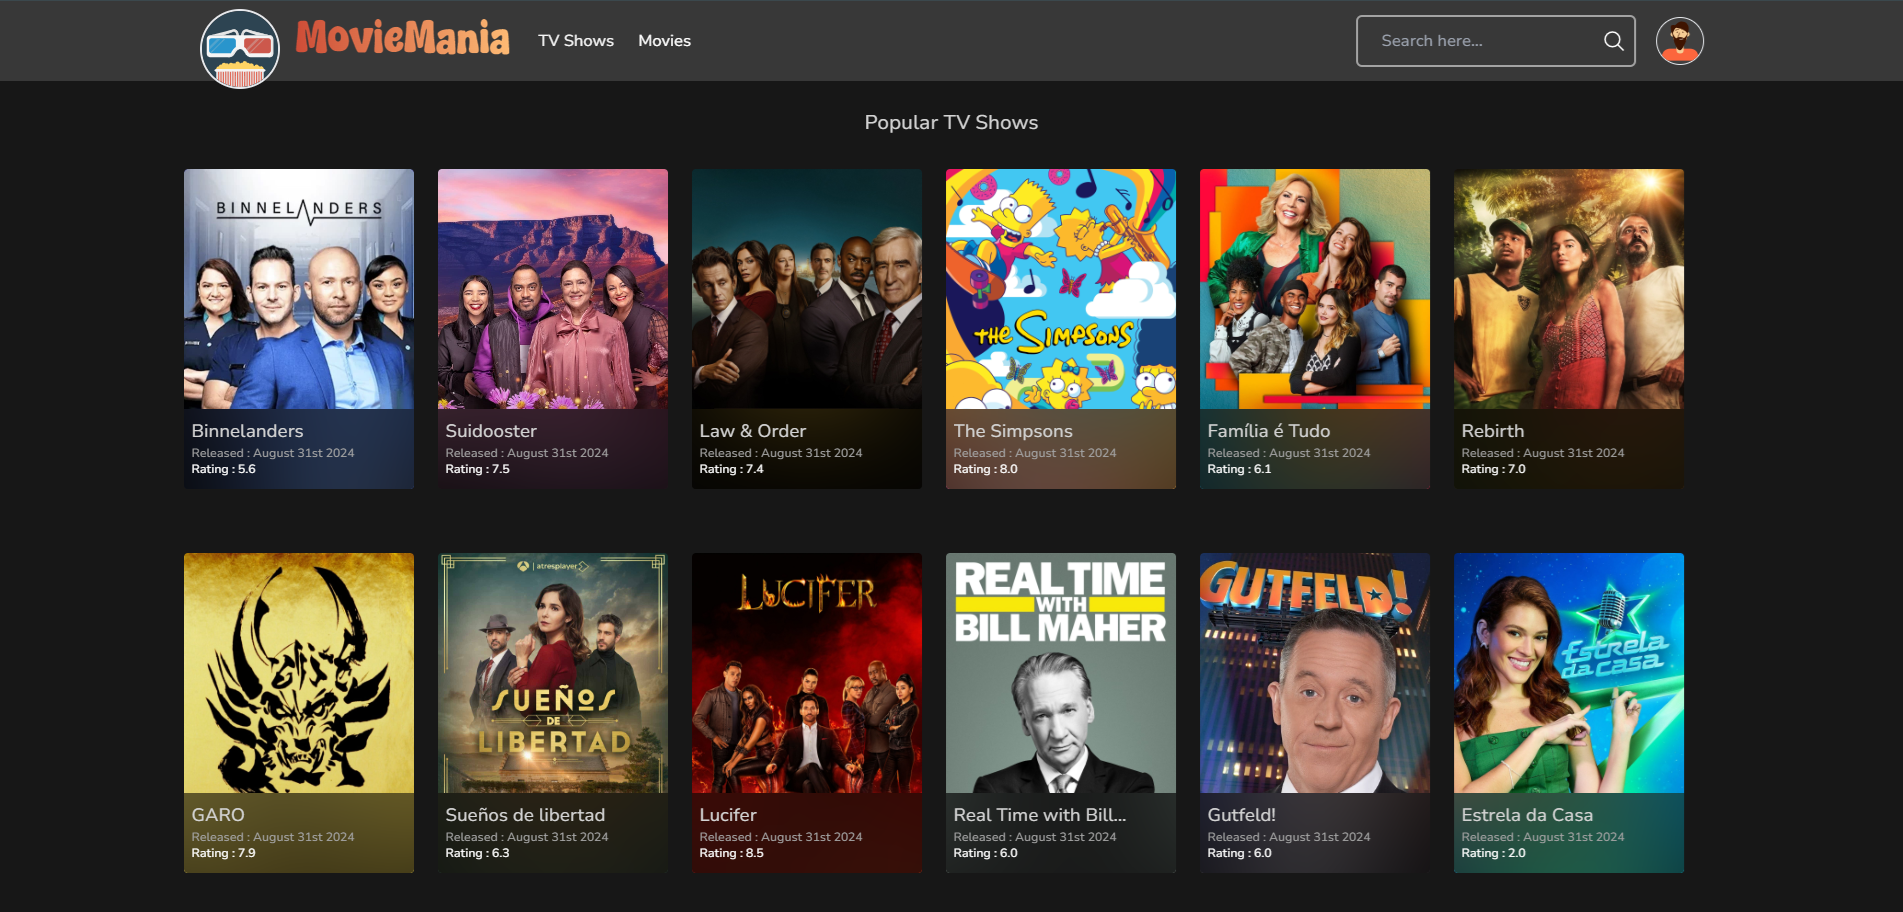 MovieMania
TV Shows
Movies
Search here...
Popular TV Shows
BINNELANDERS
THE SIMPSONS
Binnelanders
Released : August 31st 2024
Rating : 5.6
Suidooster
Released : August 31st 2024
Rating : 7.5
Law & Order
Released : August 31st 2024
Rating : 7.4
The Simpsons
Released : August 31st 2024
Rating : 8.0
Família é Tudo
Released : August 31st 2024
Rating : 6.1
Rebirth
Released : August 31st 2024
Rating : 7.0
atresplayer
SUEÑOS
DE
LIBERTAD
LUCIFER
REAL TIME
WITH
BILL MAHER
GUTFELD!
ESTRELA
DA CASA
GARO
Released : August 31st 2024
Rating : 7.9
Sueños de libertad
Released : August 31st 2024
Rating : 6.3
Lucifer
Released : August 31st 2024
Rating : 8.5
Real Time with Bill...
Released : August 31st 2024
Rating : 6.0
Gutfeld!
Released : August 31st 2024
Rating : 6.0
Estrela da Casa
Released : August 31st 2024
Rating : 2.0